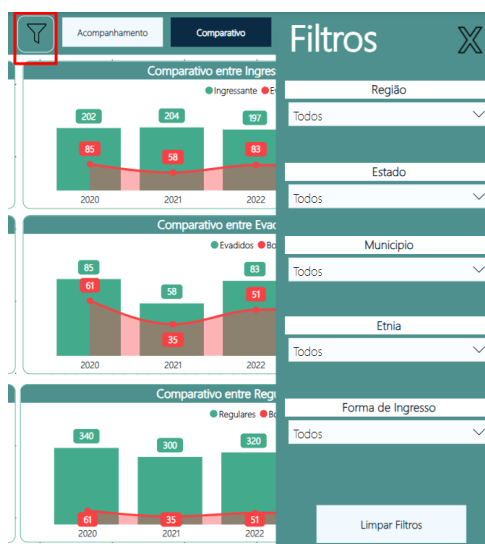 Acompanhamento
Comparativo
Filtros
X
Comparativo entre Ingres
Ingressante
202
204
197
85
58
83
2020
2021
2022
Comparativo entre Evac
Evadidos
Bo
85
58
83
61
35
51
2020
2021
2022
Comparativo entre Regu
Regulares
Bo
340
300
320
61
35
51
2020
2021
2022
Região
Todos
Estado
Todos
Municipio
Todos
Etnia
Todos
Forma de Ingresso
Todos
Limpar Filtros